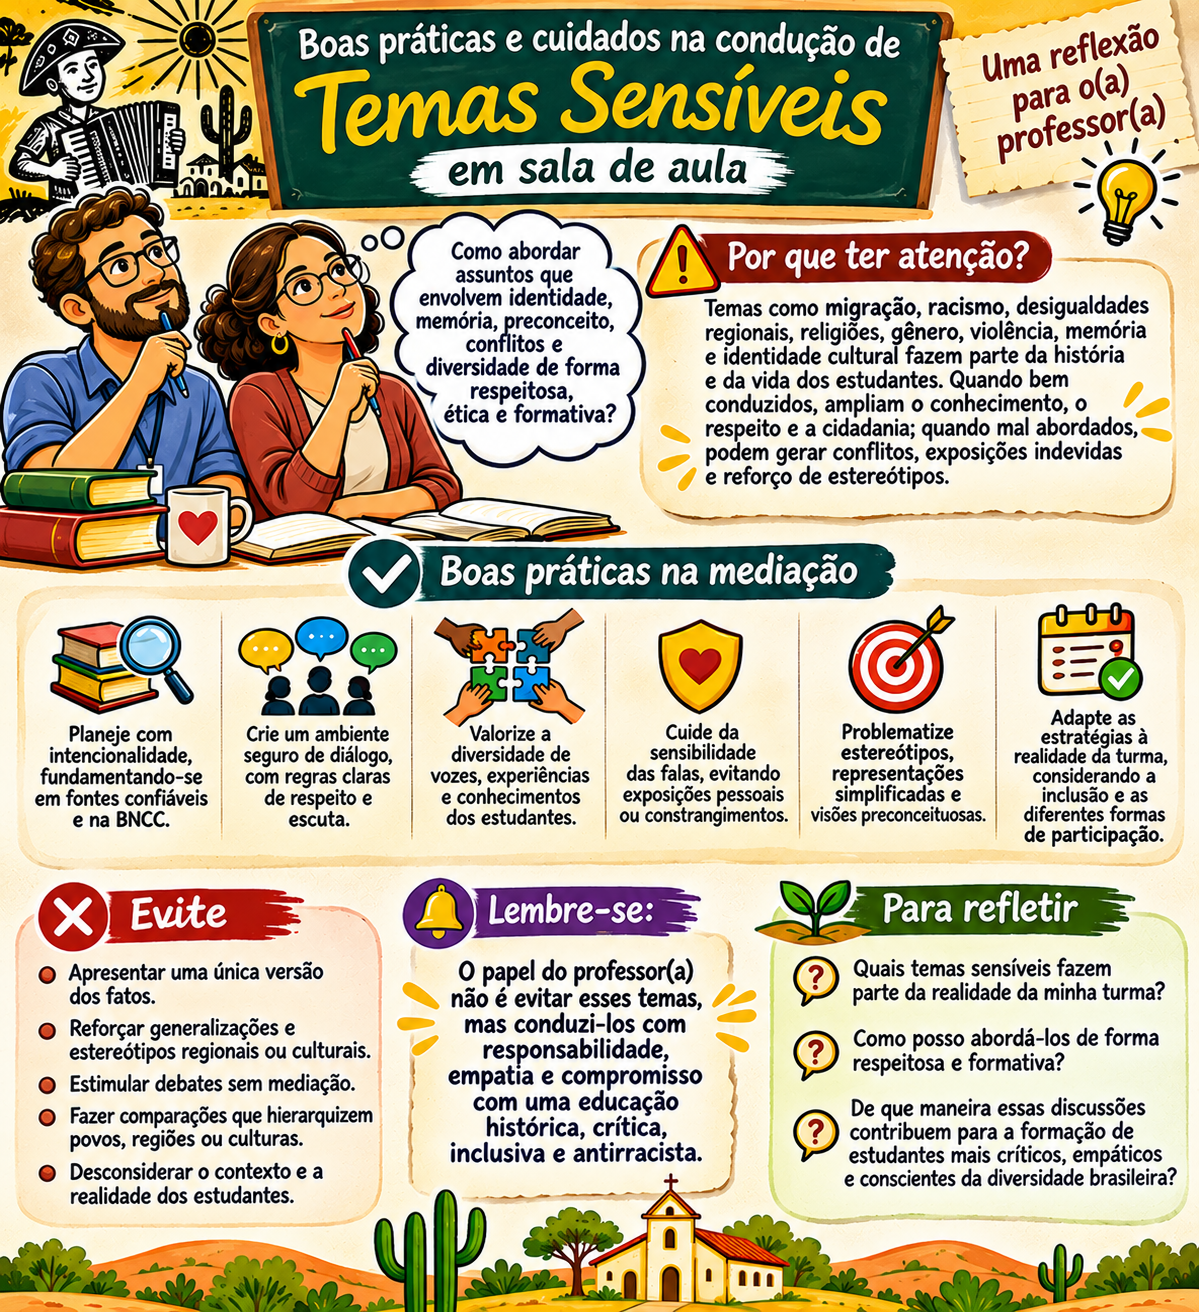 Boas práticas e cuidados na condução de
Temas Sensíveis
em sala de aula
Uma reflexão
para o(a)
professor(a)
Como abordar
assuntos que
envolvem identidade,
memória, preconceito,
conflitos e
diversidade de forma
respeitosa,
ética e formativa?
Por que ter atenção?
Temas como migração, racismo, desigualdades
regionais, religiões, gênero, violência, memória
e identidade cultural fazem parte da história
e da vida dos estudantes. Quando bem
conduzidos, ampliam o conhecimento, o
respeito e a cidadania; quando mal abordados,
podem gerar conflitos, exposições indevidas
e reforço de estereótipos.
Boas práticas na mediação
Planeje com
intencionalidade,
fundamentando-se
em fontes confiáveis
e na BNCC.
Crie um ambiente
seguro de diálogo,
com regras claras
de respeito e
escuta.
Valorize a
diversidade de
vozes, experiências
e conhecimentos
dos estudantes.
Cuide da
sensibilidade
das falas, evitando
exposições pessoais
ou constrangimentos.
Problematize
estereótipos,
representações
simplificadas e
visões preconceituosas.
Adapte as
estratégias à
realidade da turma,
considerando a
inclusão e as
diferentes formas
de participação.
Evite
Apresentar uma única versão
dos fatos.
Reforçar generalizações e
estereótipos regionais ou culturais.
Estimular debates sem mediação.
Fazer comparações que hierarquizem
povos, regiões ou culturas.
Desconsiderar o contexto e a
realidade dos estudantes.
Lembre-se:
O papel do professor(a)
não é evitar esses temas,
mas conduzi-los com
responsabilidade,
empatia e compromisso
com uma educação
histórica, crítica,
inclusiva e antirracista.
Para refletir
Quais temas sensíveis fazem
parte da realidade da minha turma?
Como posso abordá-los de forma
respeitosa e formativa?
De que maneira essas discussões
contribuem para a formação de
estudantes mais críticos, empáticos
e conscientes da diversidade brasileira?